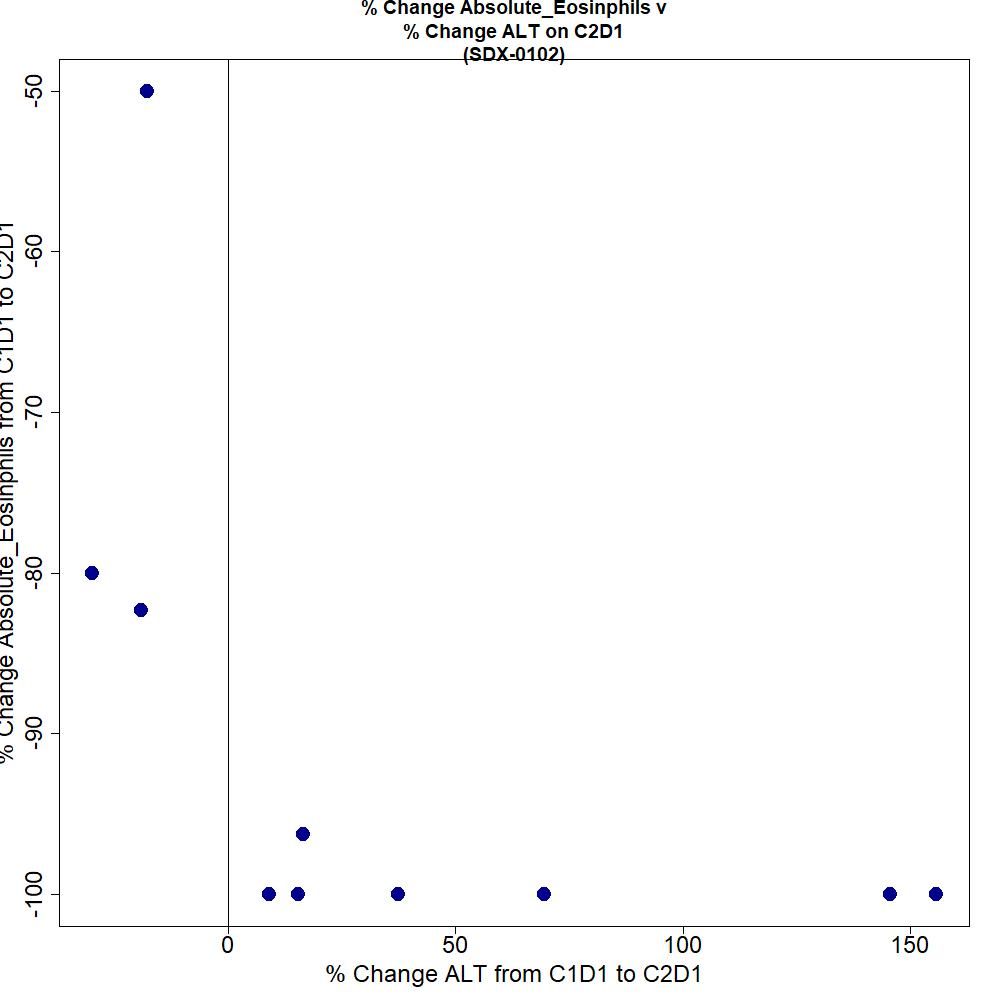 % Change Absolute_Eosinphils v
% Change ALT on C2D1
(SDX-0102)
% Change Absolute_Eosinphils from C1D1 to C2D1
-50
-60
-70
-80
-90
-100
0
50
100
150
% Change ALT from C1D1 to C2D1